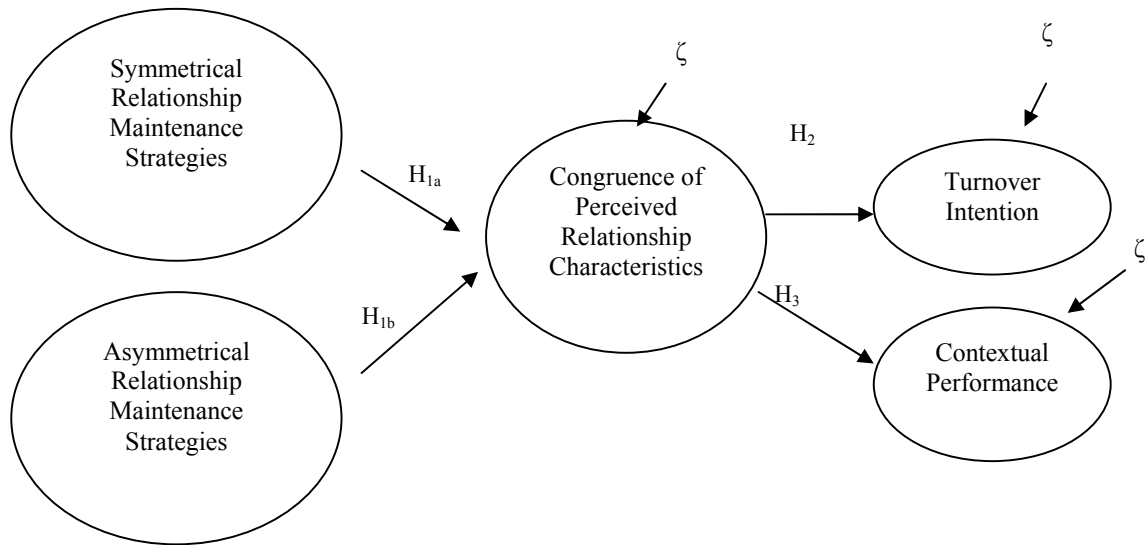 Symmetrical
Relationship
Maintenance
Strategies
H1a
Asymmetrical
Relationship
Maintenance
Strategies
H1b
ζ
Congruence of
Perceived
Relationship
Characteristics
H2
ζ
Turnover
Intention
H3
ζ
Contextual
Performance